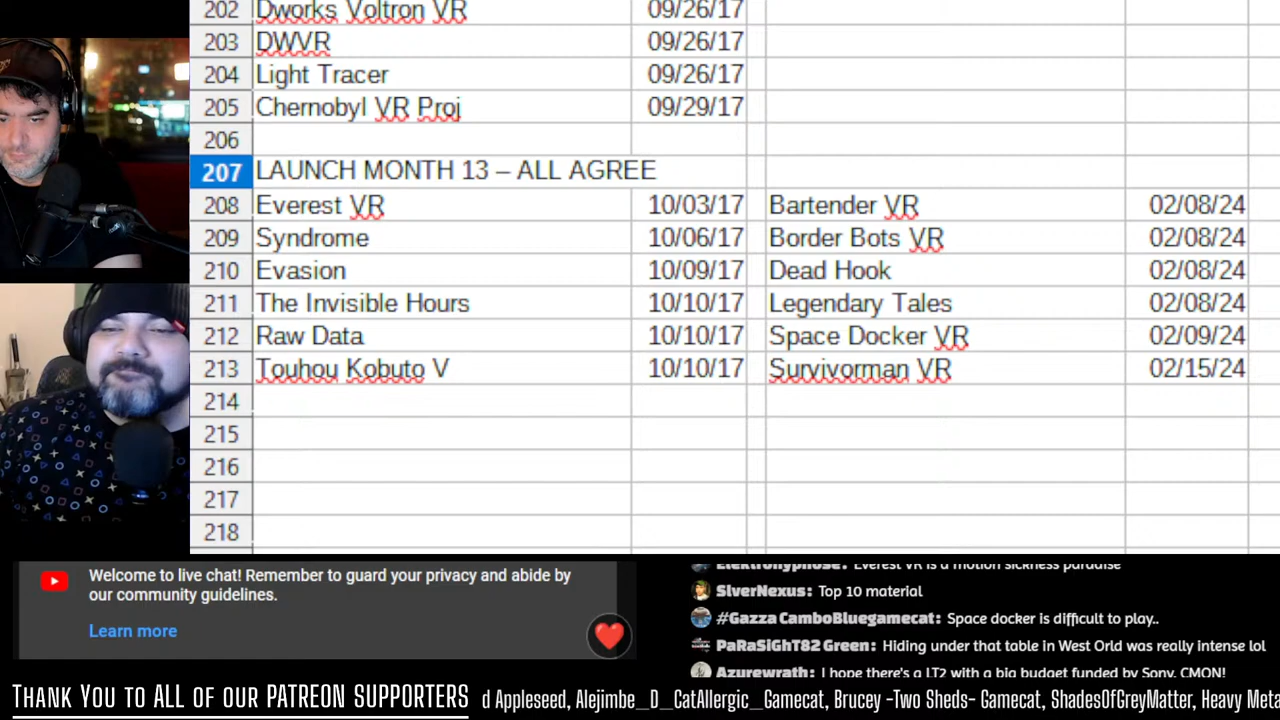 202 Dworks Voltron VR 09/26/17
203 DWVR 09/26/17
204 Light Tracer 09/26/17
205 Chernobyl VR Proj 09/29/17
206
207 LAUNCH MONTH 13 – ALL AGREE
208 Everest VR 10/03/17 Bartender VR 02/08/24
209 Syndrome 10/06/17 Border Bots VR 02/08/24
210 Evasion 10/09/17 Dead Hook 02/08/24
211 The Invisible Hours 10/10/17 Legendary Tales 02/08/24
212 Raw Data 10/10/17 Space Docker VR 02/09/24
213 Touhou Kobuto V 10/10/17 Survivorman VR 02/15/24
214
215
216
217
218
Welcome to live chat! Remember to guard your privacy and abide by
our community guidelines.
Learn more
Everest VR is a motion sickness paradise
SlverNexus: Top 10 material
#Gazza CamboBluegamecat: Space docker is difficult to play..
PaRaSiGhT82 Green: Hiding under that table in West Orld was really intense lol
Azurewrath: I hope there's a LT2 with a big budget funded by Sony. CMON!
THANK YOU TO ALL OF OUR PATREON SUPPORTERS
d Appleseed, Alejimbe_D_CatAllergic_Gamecat, Brucey -Two Sheds- Gamecat, ShadesOfGreyMatter, Heavy Meta